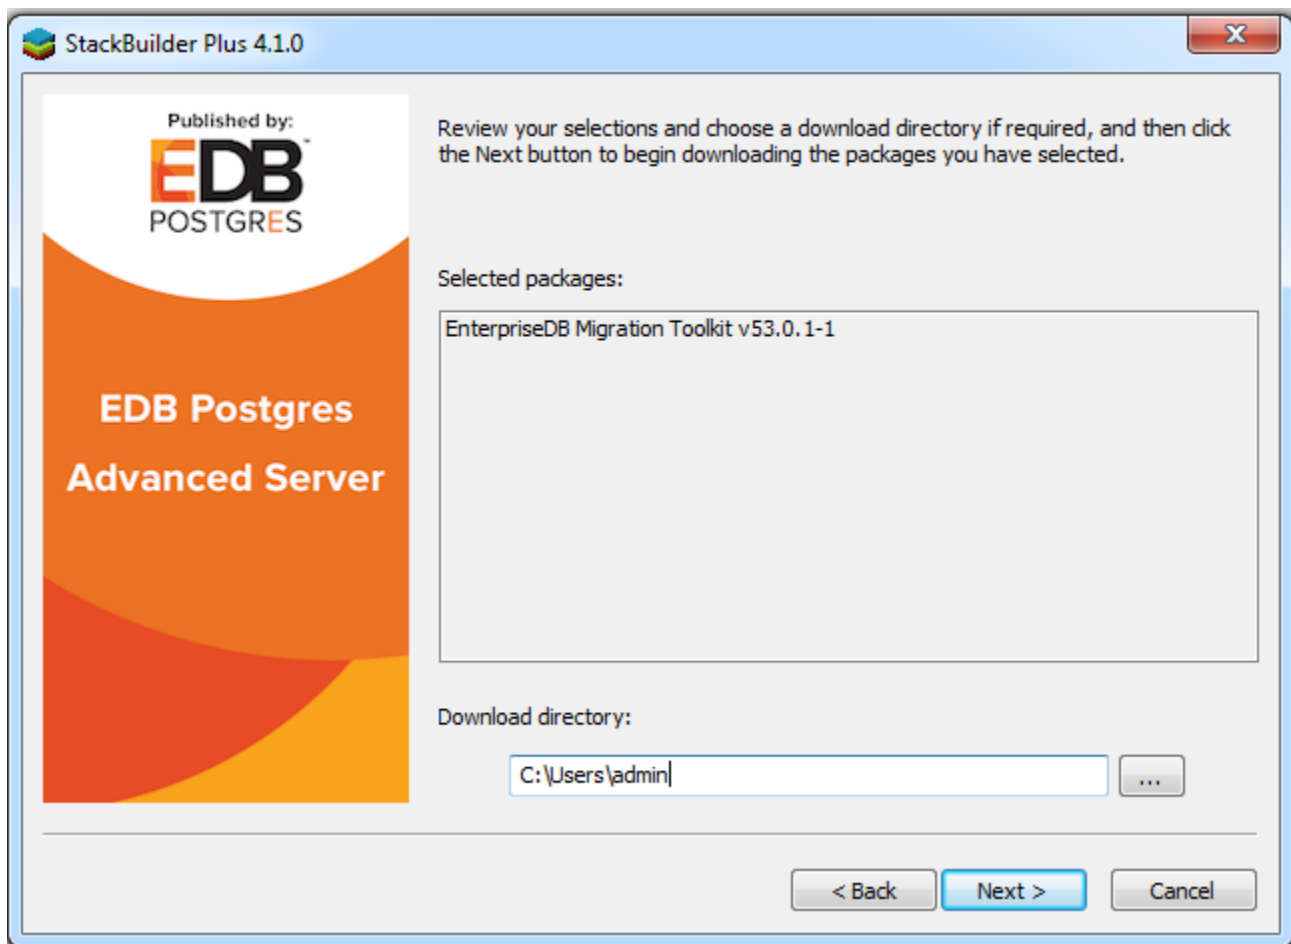 StackBuilder Plus 4.1.0
Published by:
EDB™
POSTGRES
EDB Postgres
Advanced Server
Review your selections and choose a download directory if required, and then click
the Next button to begin downloading the packages you have selected.
Selected packages:
EnterpriseDB Migration Toolkit v53.0.1-1
Download directory:
C:\Users\admin
...
< Back
Next >
Cancel